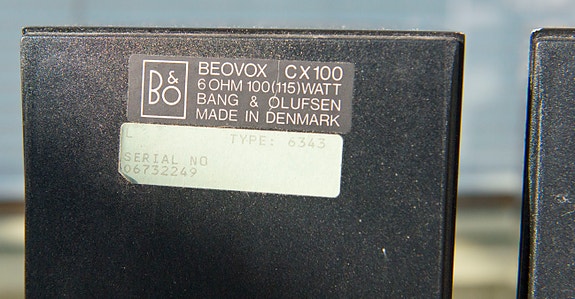 B&O
BEOVOX CX100
6 OHM 100(115)WATT
BANG & OLUFSEN
MADE IN DENMARK
L TYPE: 6343
SERIAL NO
06732249